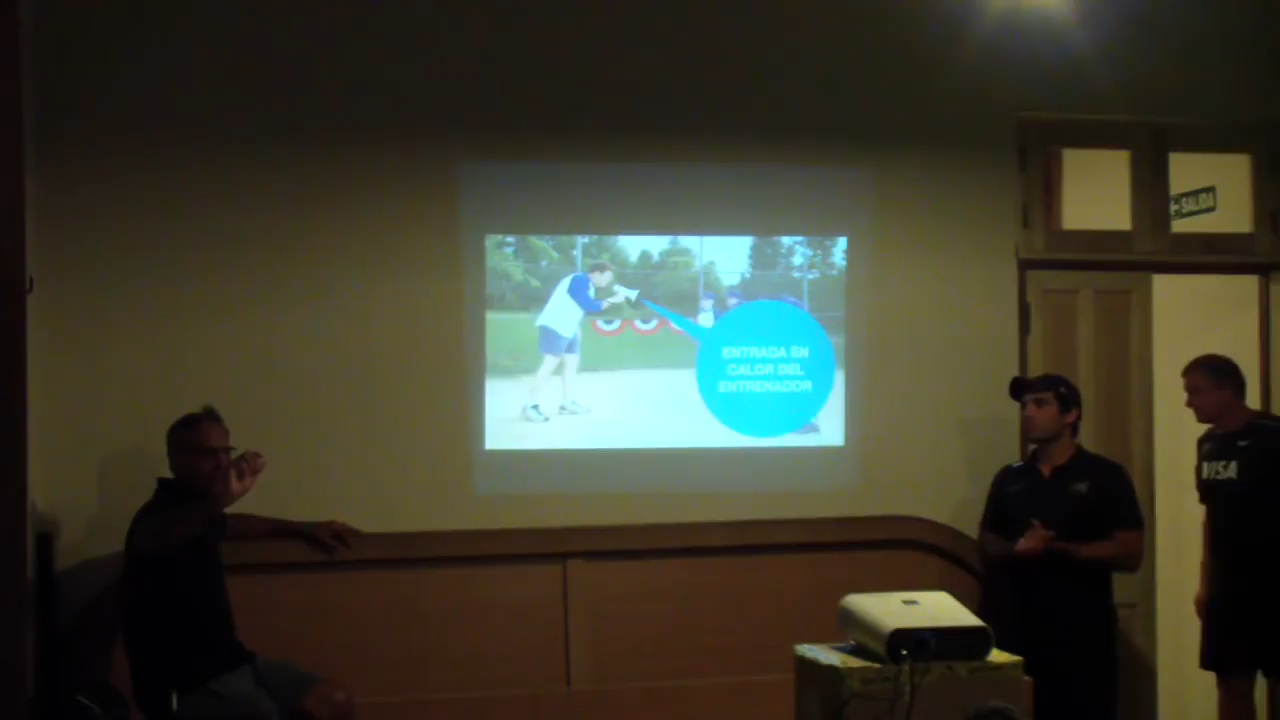 SALIDA
ENTRADA EN
CALOR DEL
ENTRENADOR
VISA